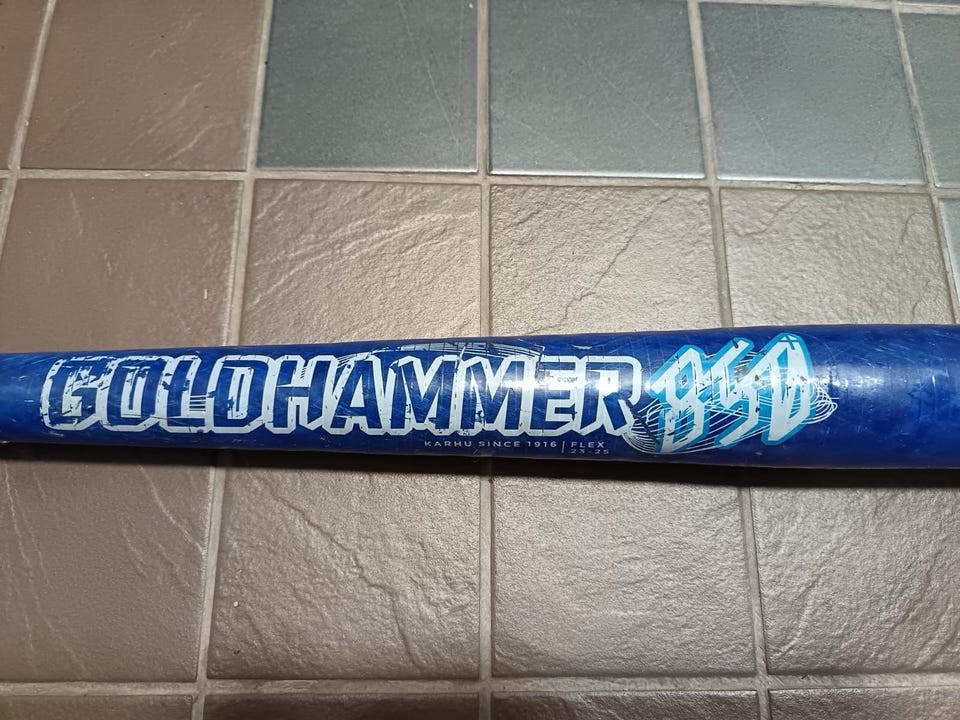 GOLDHAMMER 850
KARHU SINCE 1916 | FLEX
23-25